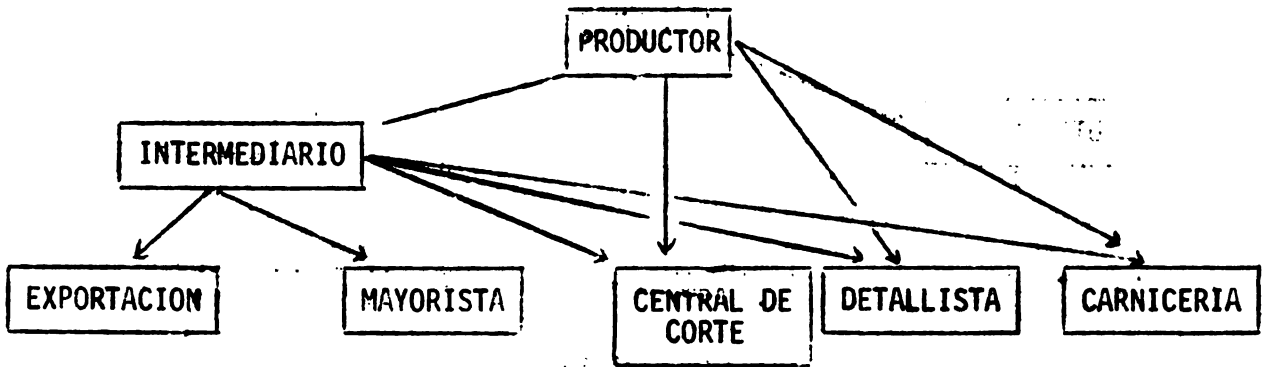 PRODUCTOR
INTERMEDIARIO
EXPORTACION
MAYORISTA
CENTRAL DE
CORTE
DETALLISTA
CARNICERIA